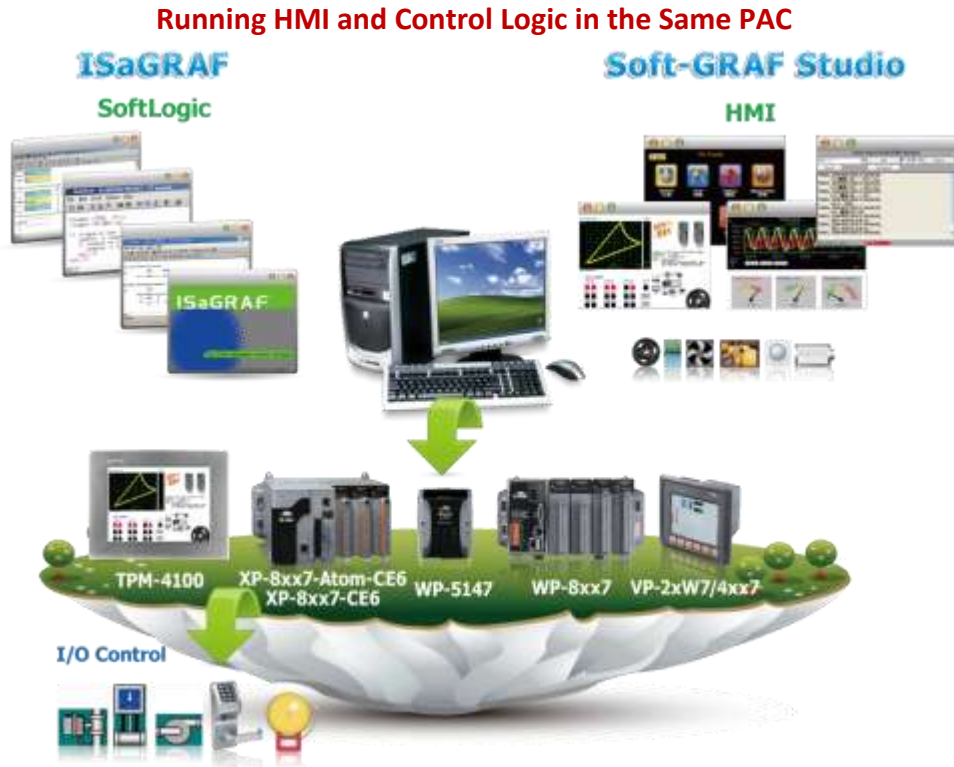 Running HMI and Control Logic in the Same PAC
ISaGRAF
Soft-GRAF Studio
SoftLogic
HMI
ISaGRAF
TPM-4100
XP-8xx7-Atom-CE6
XP-8xx7-CE6
WP-5147
WP-8xx7
VP-2xW7/4xx7
I/O Control